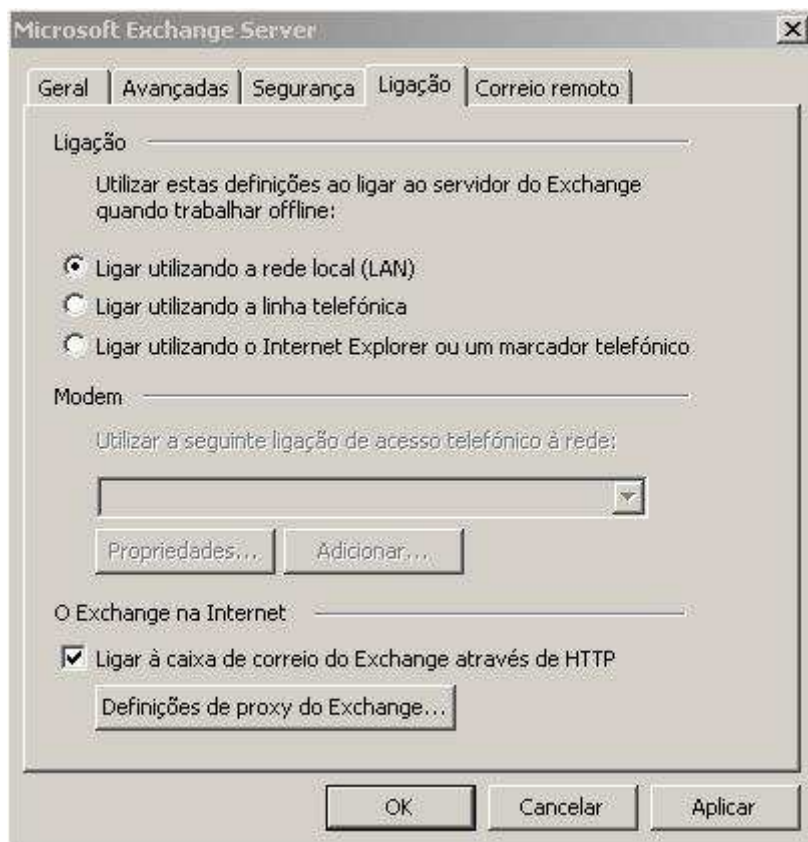 Microsoft Exchange Server
Geral Avançadas Segurança Ligação Correio remoto
Ligação
Utilizar estas definições ao ligar ao servidor do Exchange
quando trabalhar offline:
Ligar utilizando a rede local (LAN)
Ligar utilizando a linha telefónica
Ligar utilizando o Internet Explorer ou um marcador telefónico
Modem
Utilizar a seguinte ligação de acesso telefónico à rede:
Propriedades... Adicionar...
O Exchange na Internet
Ligar à caixa de correio do Exchange através de HTTP
Definições de proxy do Exchange...
OK Cancelar Aplicar